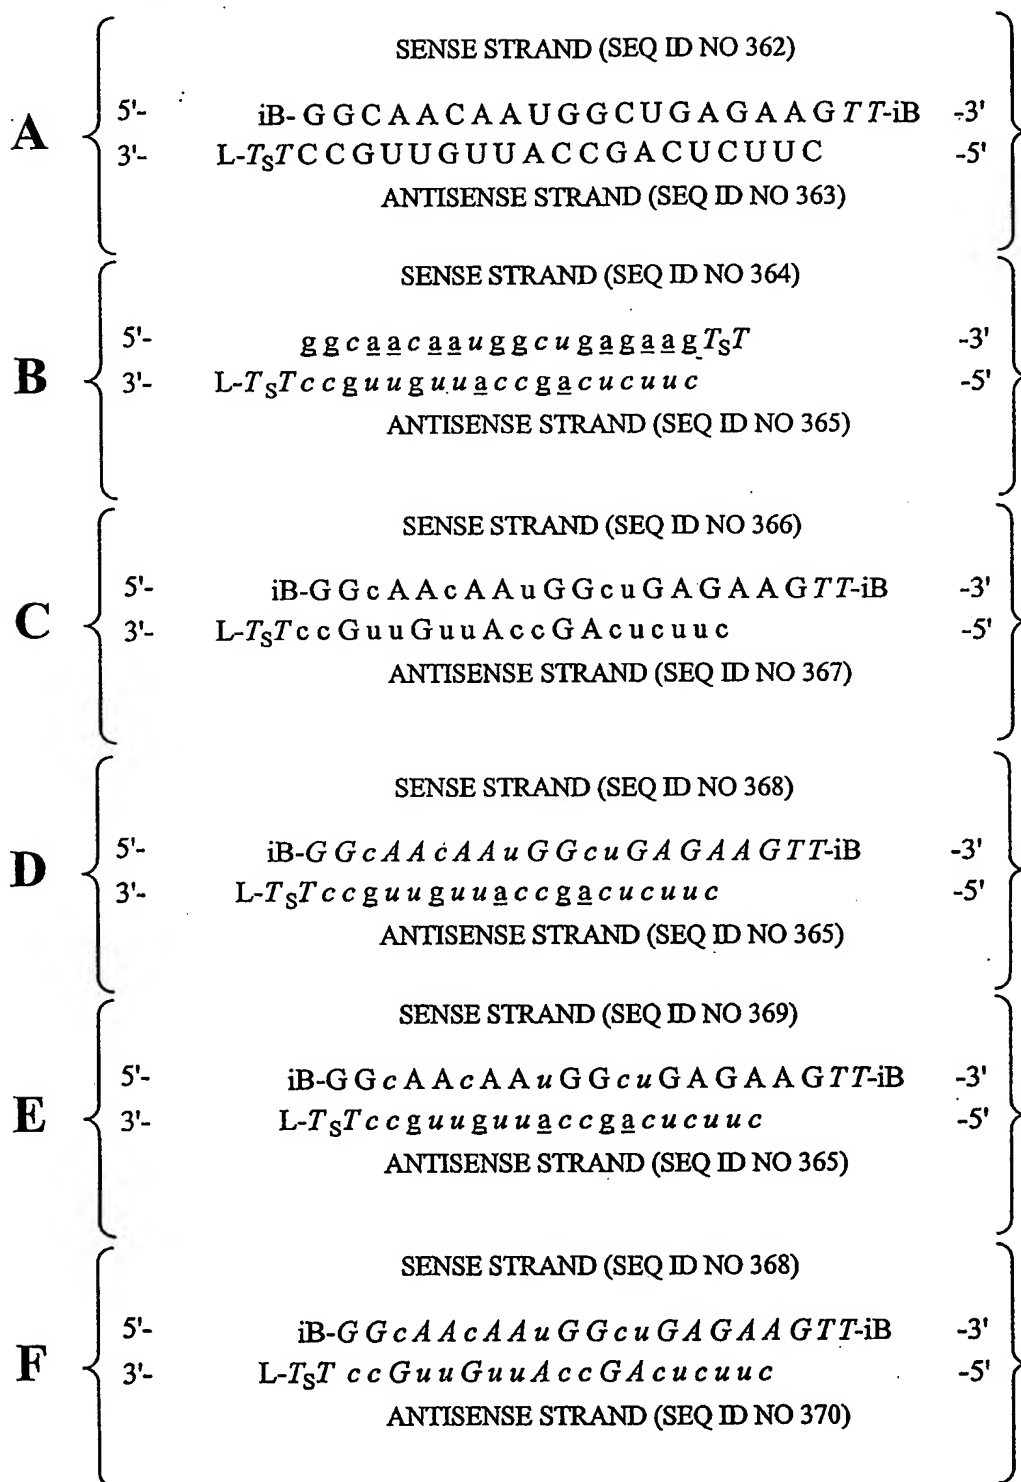 SENSE STRAND (SEQ ID NO 362)
A
5'- iB- G G C A A C A A U G G C U G A G A A G T T-iB -3'
3'- L-TSTC C G U U G U U A C C G A C U C U U C -5'
ANTISENSE STRAND (SEQ ID NO 363)
SENSE STRAND (SEQ ID NO 364)
B
5'- g g c a a c a a u g g c u g a g a a g TST -3'
3'- L-TST c c g u u g u u a c c g a c u c u u c -5'
ANTISENSE STRAND (SEQ ID NO 365)
SENSE STRAND (SEQ ID NO 366)
C
5'- iB-G G c A A c A A u G G c u G A G A A G T T-iB -3'
3'- L-TST c c G u u G u u A c c G A c u c u u c -5'
ANTISENSE STRAND (SEQ ID NO 367)
SENSE STRAND (SEQ ID NO 368)
D
5'- iB-G G c A A c A A u G G c u G A G A A G T T-iB -3'
3'- L-TST c c g u u g u u a c c g a c u c u u c -5'
ANTISENSE STRAND (SEQ ID NO 365)
SENSE STRAND (SEQ ID NO 369)
E
5'- iB-G G c A A c A A u G G c u G A G A A G T T-iB -3'
3'- L-TST c c g u u g u u a c c g a c u c u u c -5'
ANTISENSE STRAND (SEQ ID NO 365)
SENSE STRAND (SEQ ID NO 368)
F
5'- iB-G G c A A c A A u G G c u G A G A A G T T-iB -3'
3'- L-TST c c G u u G u u A c c G A c u c u u c -5'
ANTISENSE STRAND (SEQ ID NO 370)